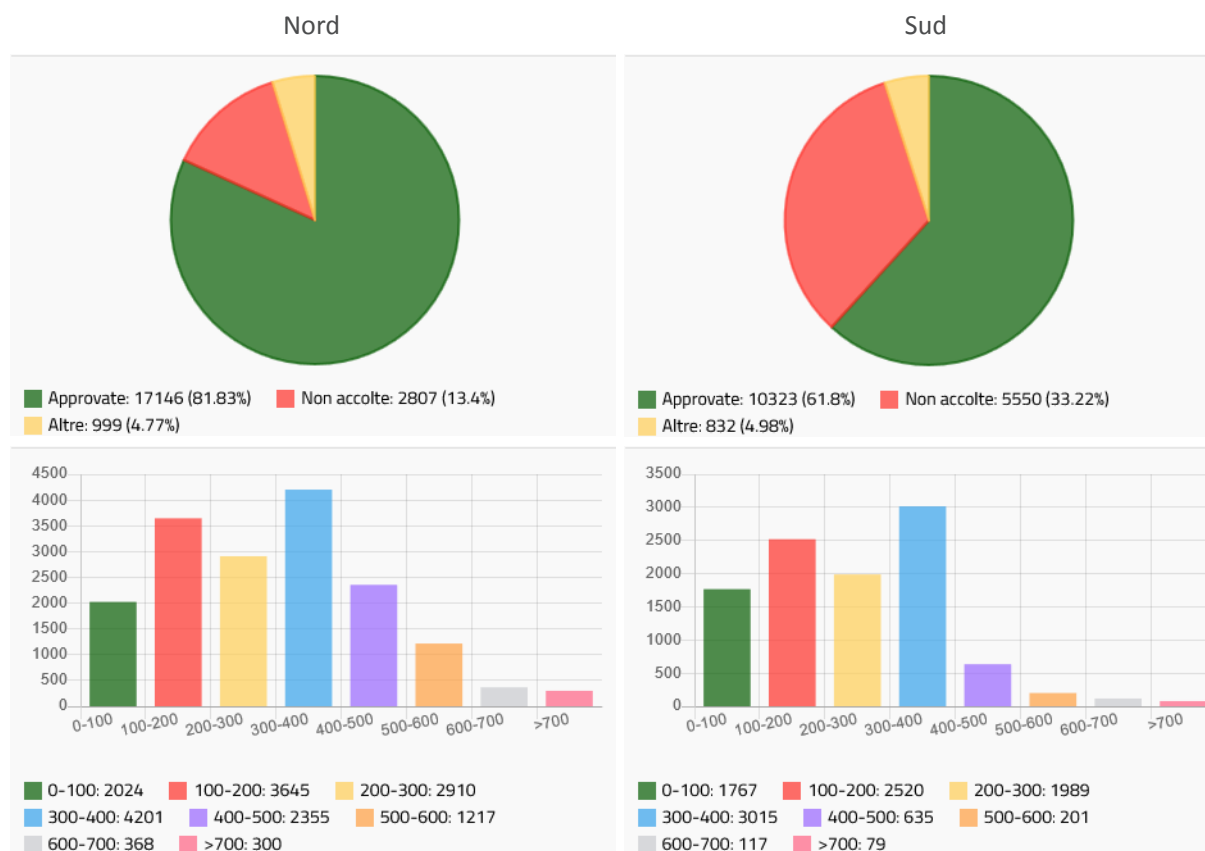 Nord
Approvate: 17146 (81.83%) Non accolte: 2807 (13.4%)
Altre: 999 (4.77%)
4500
4000
3500
3000
2500
2000
1500
1000
500
0
0-100 100-200 200-300 300-400 400-500 500-600 600-700 >700
0-100: 2024 100-200: 3645 200-300: 2910
300-400: 4201 400-500: 2355 500-600: 1217
600-700: 368 >700: 300
Sud
Approvate: 10323 (61.8%) Non accolte: 5550 (33.22%)
Altre: 832 (4.98%)
3500
3000
2500
2000
1500
1000
500
0
0-100 100-200 200-300 300-400 400-500 500-600 600-700 >700
0-100: 1767 100-200: 2520 200-300: 1989
300-400: 3015 400-500: 635 500-600: 201
600-700: 117 >700: 79